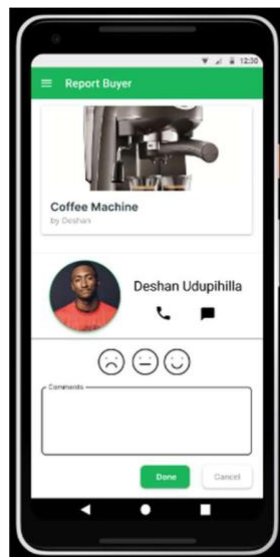 12:30
Report Buyer
Coffee Machine
by Deshan
Deshan Udupihilla
Comments
Done
Cancel